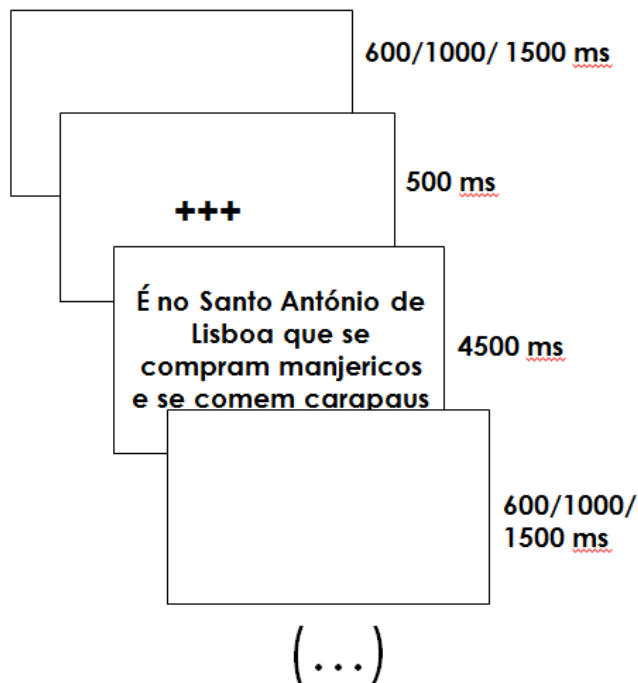 600/1000/ 1500 ms
500 ms
+++
É no Santo António de
Lisboa que se
compram manjericos
e se comem carapaus
4500 ms
600/1000/
1500 ms
(...)